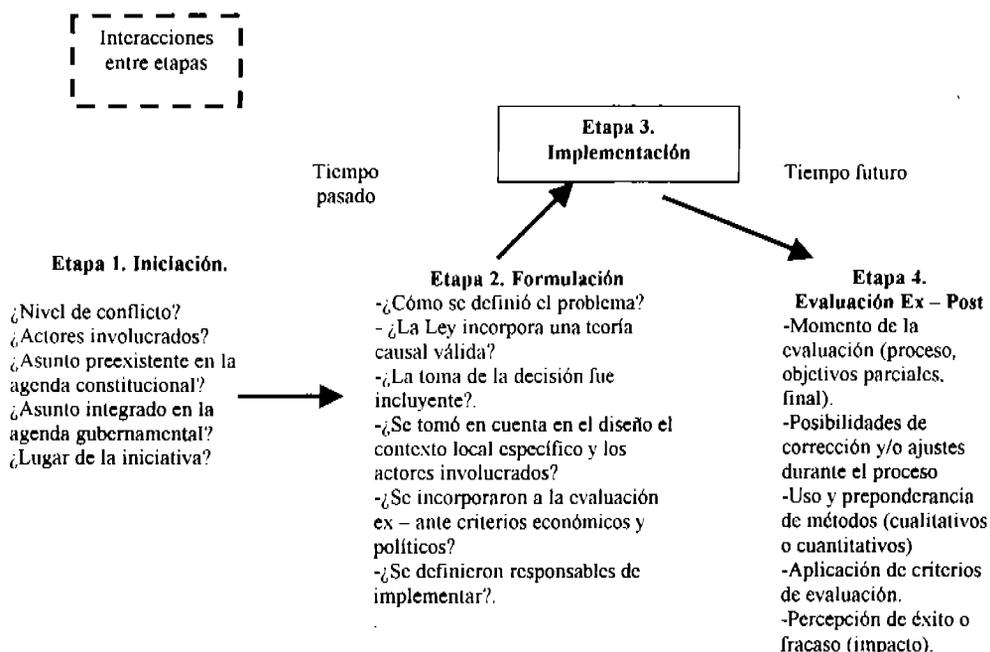 Interacciones
entre etapas
Etapa 3.
Implementación
Tiempo
pasado
Tiempo futuro
Etapa 1. Iniciación.
¿Nivel de conflicto?
¿Actores involucrados?
¿Asunto preexistente en la
agenda constitucional?
¿Asunto integrado en la
agenda gubernamental?
¿Lugar de la iniciativa?
Etapa 2. Formulación
-¿Cómo se definió el problema?
- ¿La Ley incorpora una teoría
causal válida?
-¿La toma de la decisión fue
incluyente?.
-¿Se tomó en cuenta en el diseño el
contexto local específico y los
actores involucrados?
-¿Se incorporaron a la evaluación
ex – ante criterios económicos y
políticos?
-¿Se definieron responsables de
implementar?.
Etapa 4.
Evaluación Ex – Post
-Momento de la
evaluación (proceso,
objetivos parciales,
final).
-Posibilidades de
corrección y/o ajustes
durante el proceso
-Uso y preponderancia
de métodos (cualitativos
o cuantitativos)
-Aplicación de criterios
de evaluación.
-Percepción de éxito o
fracaso (impacto).